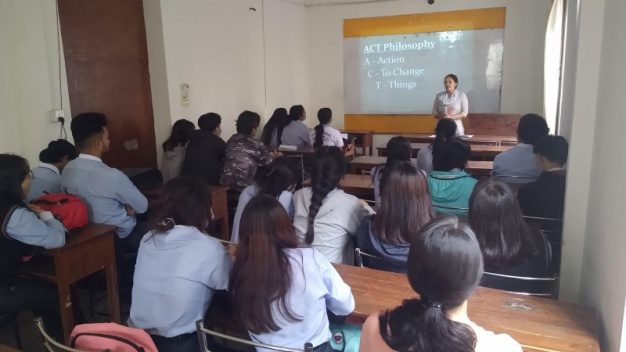 ACT Philosophy
A - Action
C - To Change
T - Things